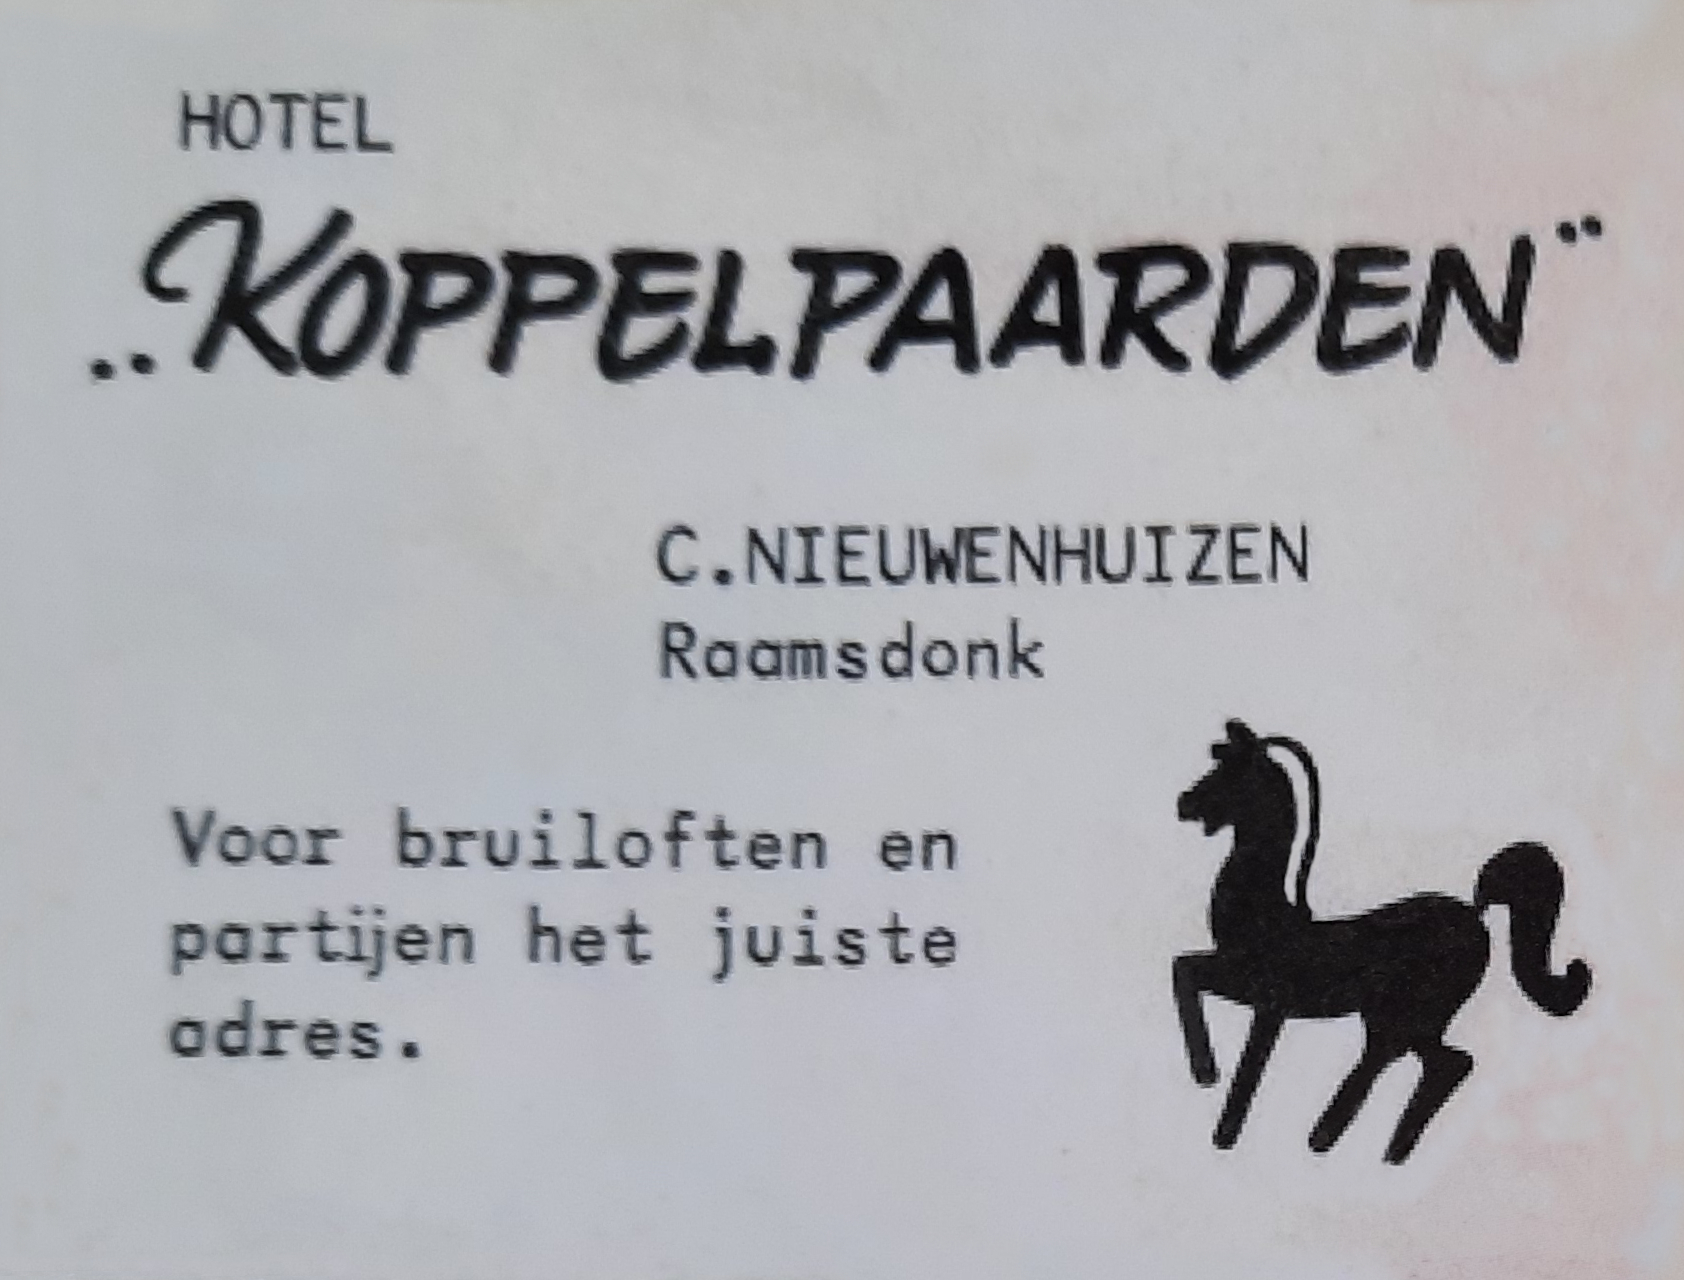 HOTEL
„KOPPELPAARDEN”
C.NIEUWENHUIZEN
Raamsdonk
Voor bruiloften en
partijen het juiste
adres.